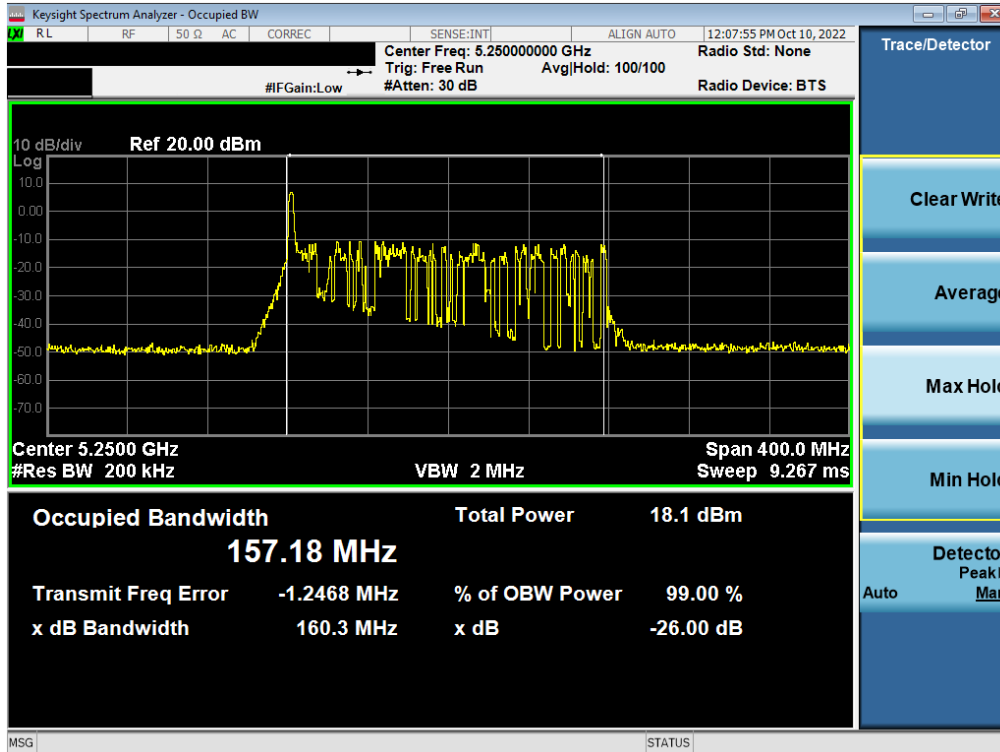 Keysight Spectrum Analyzer - Occupied BW
LXI RL RF 50 Ω AC CORREC SENSE:INT ALIGN AUTO 12:07:55 PM Oct 10, 2022
Center Freq: 5.250000000 GHz Radio Std: None
Trig: Free Run Avg|Hold: 100/100
#IFGain:Low #Atten: 30 dB Radio Device: BTS
Trace/Detector
10 dB/div Ref 20.00 dBm
Log
10.0
0.00
-10.0
-20.0
-30.0
-40.0
-50.0
-60.0
-70.0
Center 5.2500 GHz Span 400.0 MHz
#Res BW 200 kHz VBW 2 MHz Sweep 9.267 ms
Occupied Bandwidth Total Power 18.1 dBm
157.18 MHz
Transmit Freq Error -1.2468 MHz % of OBW Power 99.00 %
x dB Bandwidth 160.3 MHz x dB -26.00 dB
Clear Write
Average
Max Hold
Min Hold
Detecto
Peak
Auto Man
MSG STATUS